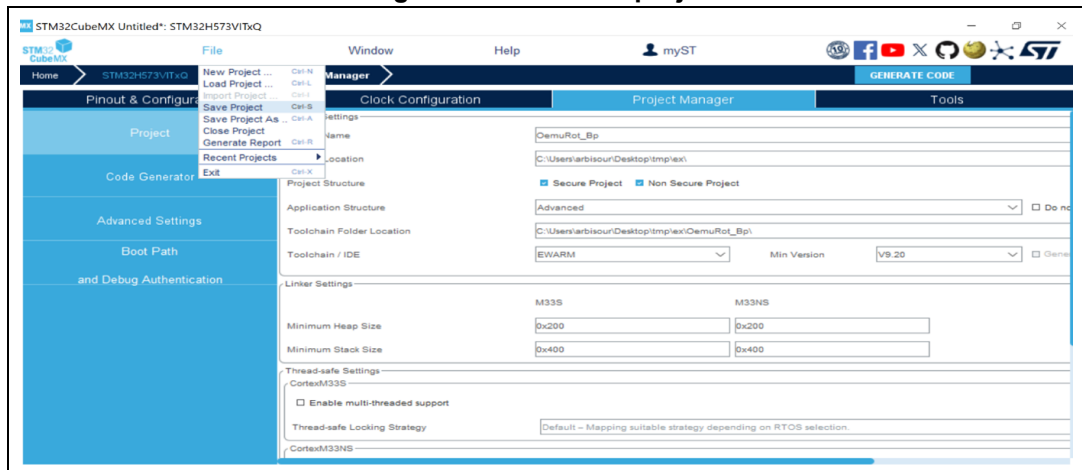 STM32CubeMX Untitled*: STM32H573VITxQ
STM32 CubeMX File Window Help myST
Home STM32H573VITxQ Manager GENERATE CODE
New Project ... Ctrl-N
Load Project ... Ctrl-L
Import Project ... Ctrl-I
Save Project Ctrl-S
Save Project As .. Ctrl-A
Close Project
Generate Report Ctrl-R
Recent Projects
Exit Ctrl-X
Pinout & Configura Clock Configuration Project Manager Tools
Project
Code Generator
Advanced Settings
Boot Path
and Debug Authentication
ettings
Name OemuRot_Bp
Location C:\Users\arbisour\Desktop\tmp\ex\
Project Structure Secure Project Non Secure Project
Application Structure Advanced Do no
Toolchain Folder Location C:\Users\arbisour\Desktop\tmp\ex\OemuRot_Bp\
Toolchain / IDE EWARM Min Version V9.20 Gene
Linker Settings
M33S M33NS
Minimum Heap Size 0x200 0x200
Minimum Stack Size 0x400 0x400
Thread-safe Settings
CortexM33S
Enable multi-threaded support
Thread-safe Locking Strategy Default – Mapping suitable strategy depending on RTOS selection.
CortexM33NS